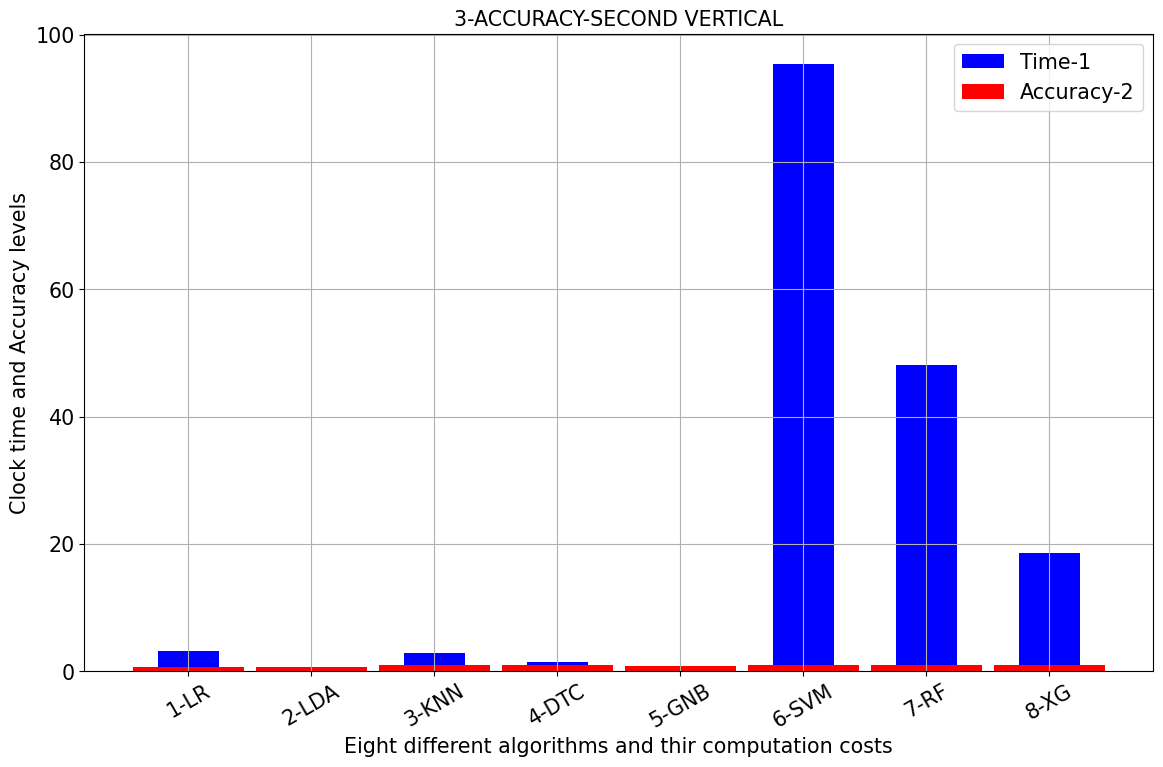 3-ACCURACY-SECOND VERTICAL
100
80
60
40
20
0
Clock time and Accuracy levels
Time-1
Accuracy-2
1-LR
2-LDA
3-KNN
4-DTC
5-GNB
6-SVM
7-RF
8-XG
Eight different algorithms and thir computation costs